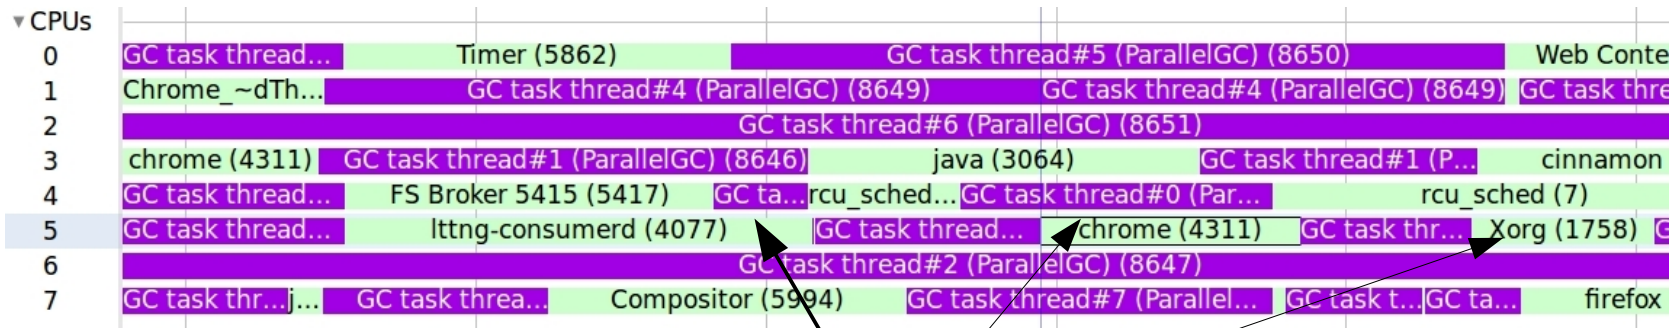 CPUs
0 GC task thread... Timer (5862) GC task thread#5 (ParallelGC) (8650) Web Conte
1 Chrome_~dTh... GC task thread#4 (ParallelGC) (8649) GC task thread#4 (ParallelGC) (8649) GC task thre
2 GC task thread#6 (ParallelGC) (8651)
3 chrome (4311) GC task thread#1 (ParallelGC) (8646) java (3064) GC task thread#1 (P... cinnamon
4 GC task thread... FS Broker 5415 (5417) GC ta... rcu_sched... GC task thread#0 (Par... rcu_sched (7)
5 GC task thread... lttng-consumerd (4077) GC task thread... chrome (4311) GC task thr... Xorg (1758) G
6 GC task thread#2 (ParallelGC) (8647)
7 GC task thr... j... GC task threa... Compositor (5994) GC task thread#7 (Parallel... GC task t... GC ta... firefox